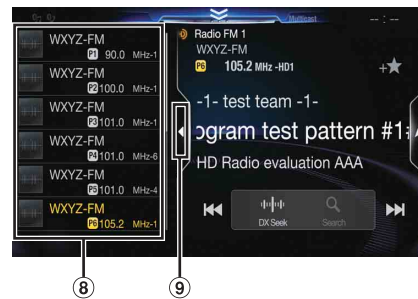 Multicast
-- : --
WXYZ-FM
P1 90.0 MHz-1
WXYZ-FM
P2 100.0 MHz-1
WXYZ-FM
P3 101.0 MHz-1
WXYZ-FM
P4 101.0 MHz-6
WXYZ-FM
P5 101.0 MHz-4
WXYZ-FM
P6 105.2 MHz-1
Radio FM 1
WXYZ-FM
P6 105.2 MHz -HD1
-1- test team -1-
ogram test pattern #1:
HD Radio evaluation AAA
DX Seek
Search
8
9